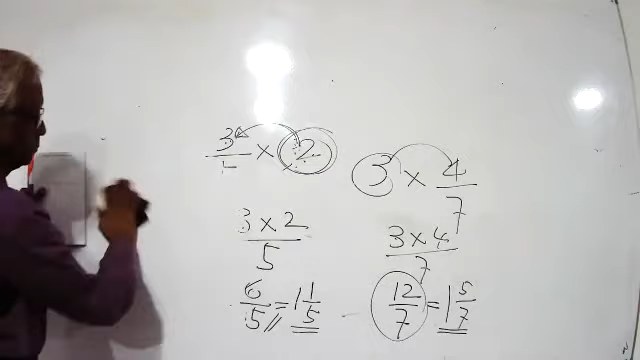 3/5 × 2
3 × 4/7
3 × 2/5
3 × 4/7
6/5 = 1 1/5
12/7 = 1 5/7